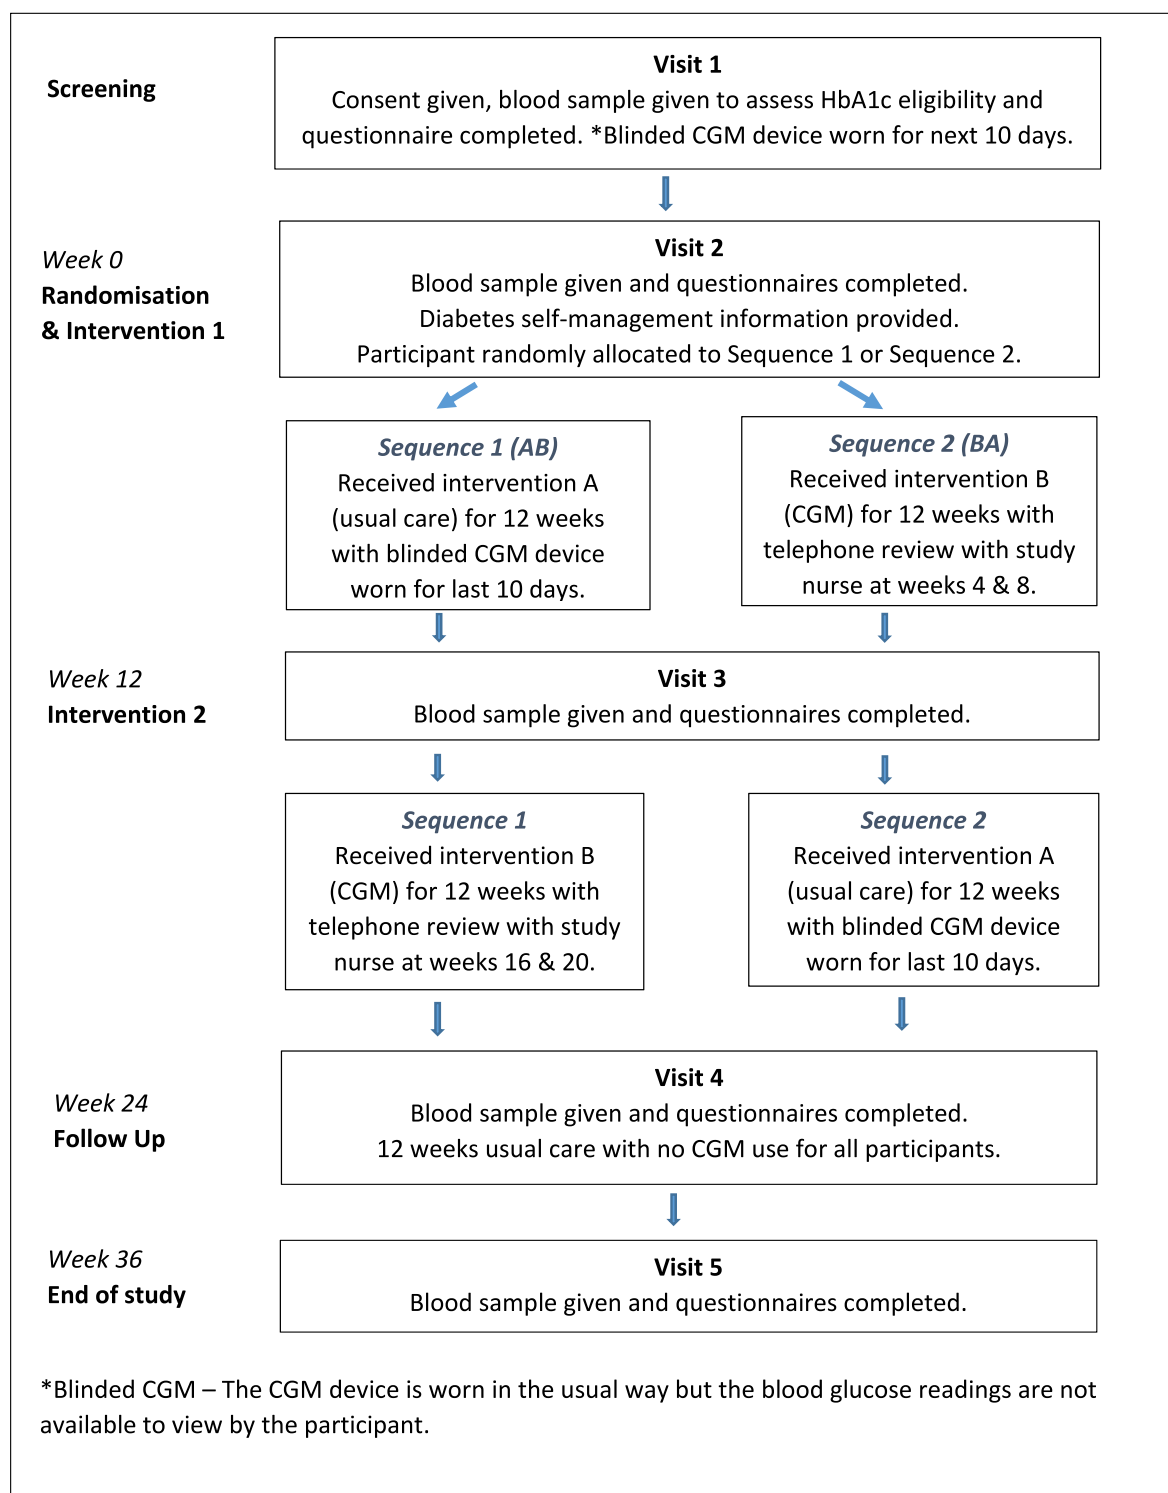 Screening
Visit 1
Consent given, blood sample given to assess HbA1c eligibility and
questionnaire completed. *Blinded CGM device worn for next 10 days.
Week 0
Randomisation
& Intervention 1
Visit 2
Blood sample given and questionnaires completed.
Diabetes self-management information provided.
Participant randomly allocated to Sequence 1 or Sequence 2.
Sequence 1 (AB)
Received intervention A
(usual care) for 12 weeks
with blinded CGM device
worn for last 10 days.
Sequence 2 (BA)
Received intervention B
(CGM) for 12 weeks with
telephone review with study
nurse at weeks 4 & 8.
Week 12
Intervention 2
Visit 3
Blood sample given and questionnaires completed.
Sequence 1
Received intervention B
(CGM) for 12 weeks with
telephone review with study
nurse at weeks 16 & 20.
Sequence 2
Received intervention A
(usual care) for 12 weeks
with blinded CGM device
worn for last 10 days.
Week 24
Follow Up
Visit 4
Blood sample given and questionnaires completed.
12 weeks usual care with no CGM use for all participants.
Week 36
End of study
Visit 5
Blood sample given and questionnaires completed.
*Blinded CGM – The CGM device is worn in the usual way but the blood glucose readings are not
available to view by the participant.